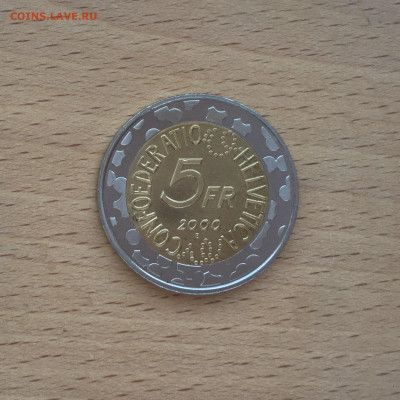 COINS.LAVE.RU
CONFOEDERATIO HELVETICA
5 FR
2000
B